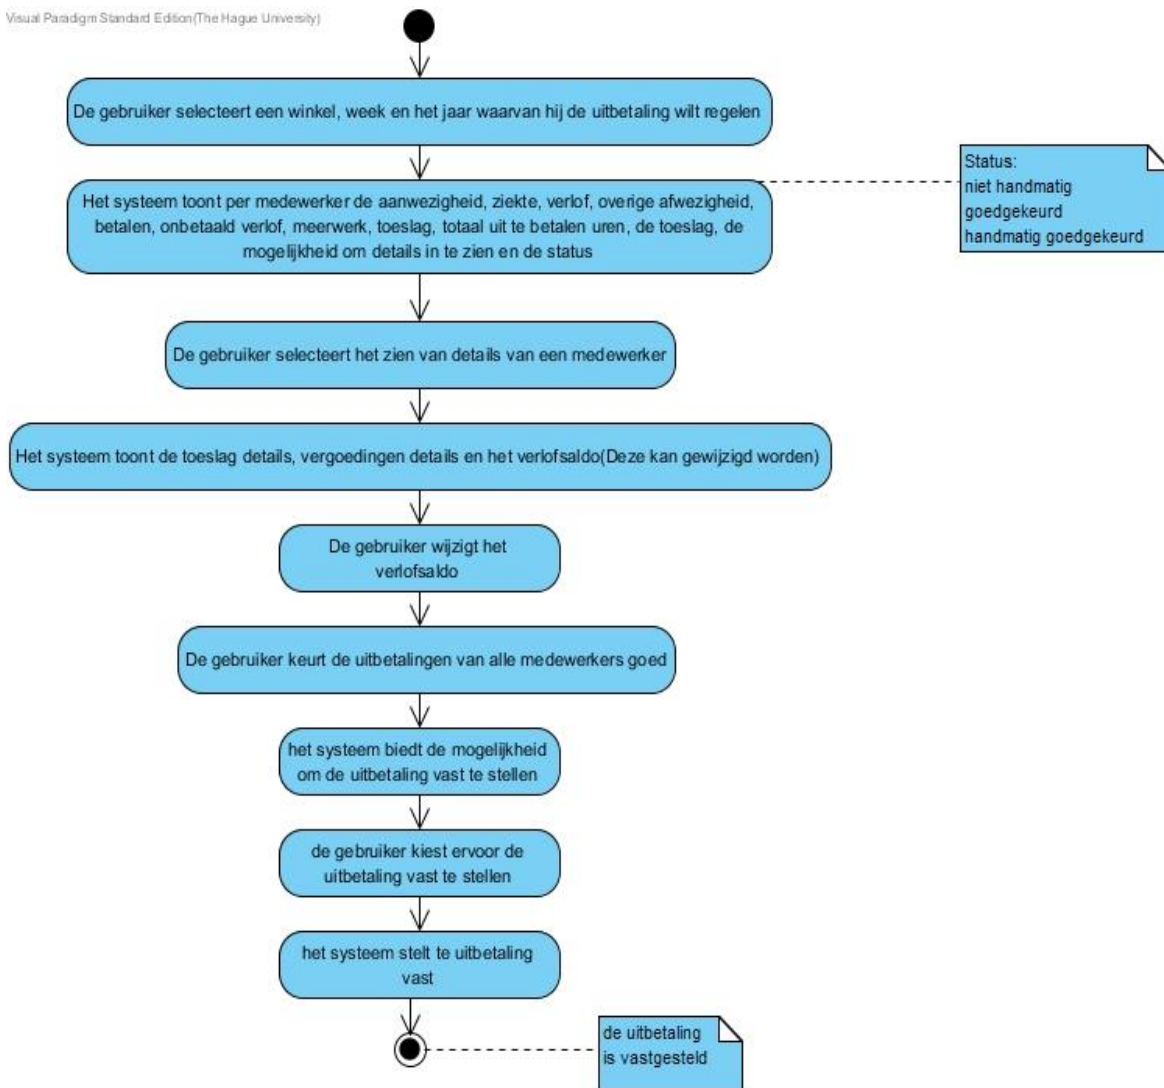 Visual Paradigm Standard Edition(The Hague University)
De gebruiker selecteert een winkel, week en het jaar waarvan hij de uitbetaling wilt regelen
Status:
niet handmatig
goedgekeurd
handmatig goedgekeurd
Het systeem toont per medewerker de aanwezigheid, ziekte, verlof, overige afwezigheid,
betalen, onbetaald verlof, meerwerk, toeslag, totaal uit te betalen uren, de toeslag, de
mogelijkheid om details in te zien en de status
De gebruiker selecteert het zien van details van een medewerker
Het systeem toont de toeslag details, vergoedingen details en het verlofsaldo(Deze kan gewijzigd worden)
De gebruiker wijzigt het
verlofsaldo
De gebruiker keurt de uitbetalingen van alle medewerkers goed
het systeem biedt de mogelijkheid
om de uitbetaling vast te stellen
de gebruiker kiest ervoor de
uitbetaling vast te stellen
het systeem stelt te uitbetaling
vast
de uitbetaling
is vastgesteld